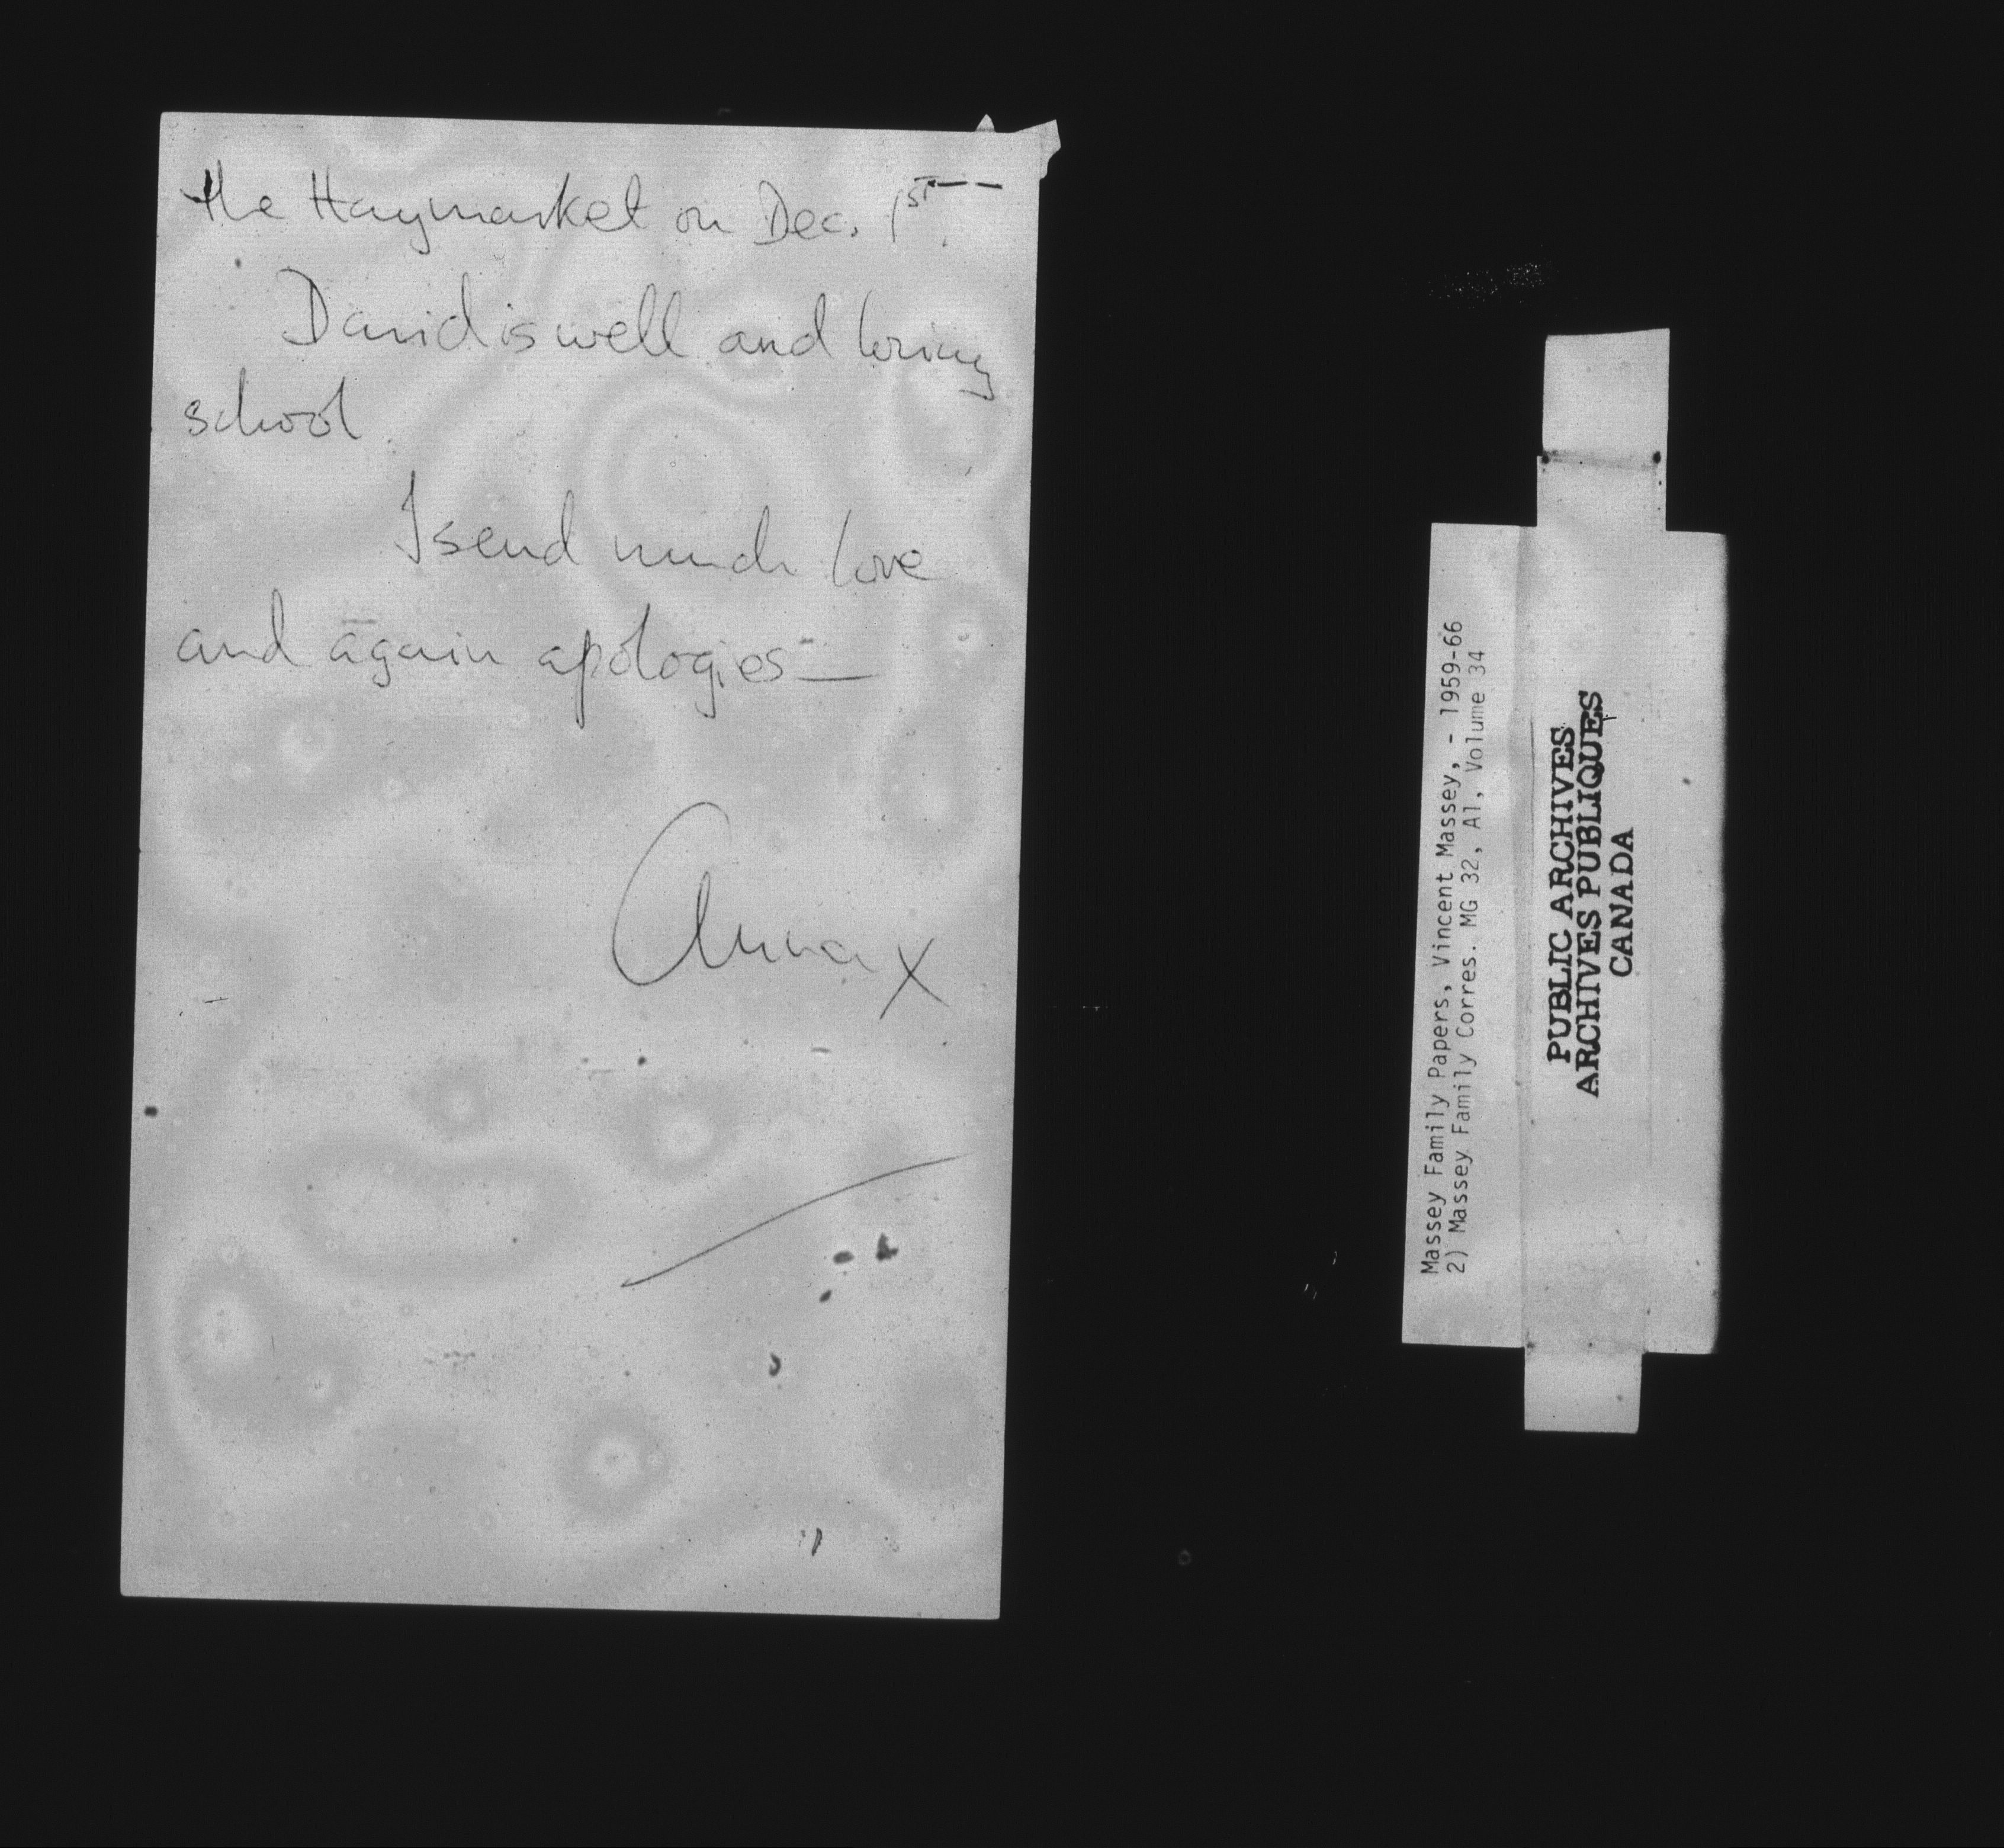 the Haymarket on Dec. 1st.
David is well and loving
school.
I send much love
and again apologies —
Anna X
Massey Family Papers, Vincent Massey, - 1959-66
2) Massey Family Corres. MG 32, A1, Volume 34
PUBLIC ARCHIVES
ARCHIVES PUBLIQUES
CANADA